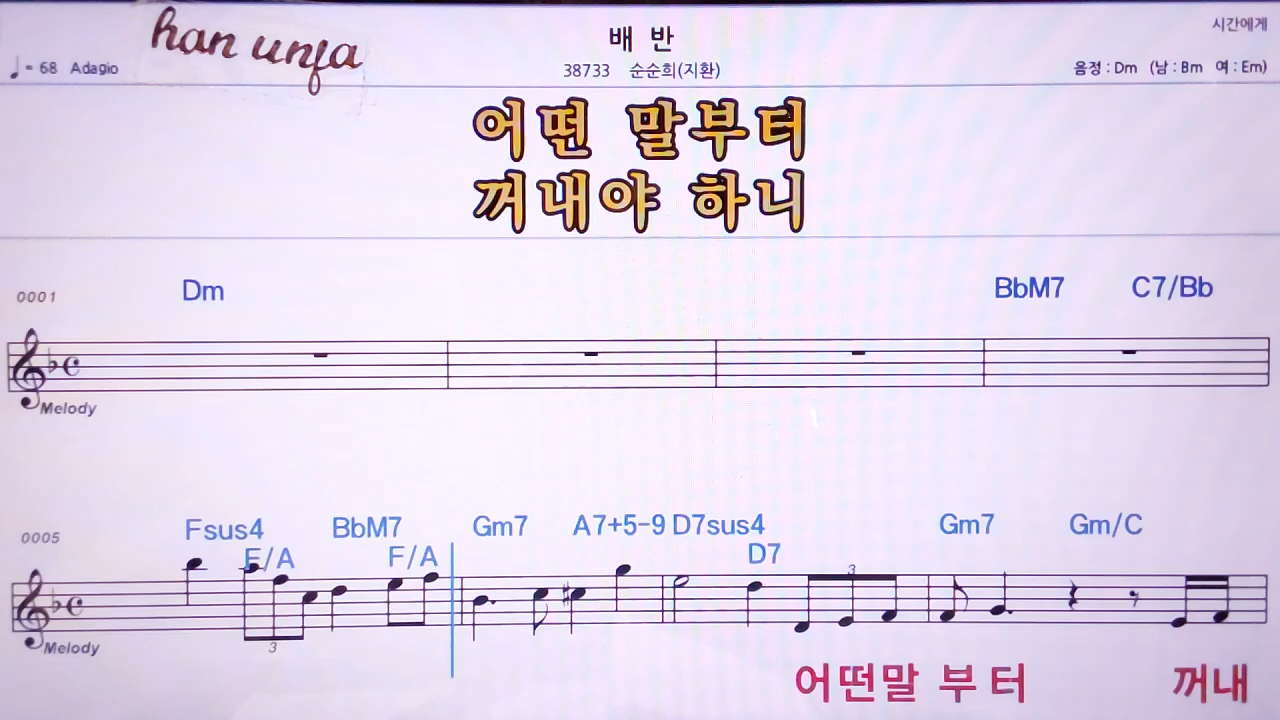 han unja
배 반
시간에게
♩= 68 Adagio
38733 순순희(지환)
음정 : Dm (남 : Bm 여 : Em)
어떤 말부터
꺼내야 하니
0001 Dm BbM7 C7/Bb
Melody
0005 Fsus4 BbM7 Gm7 A7+5-9 D7sus4 Gm7 Gm/C
F/A F/A D7
3
3
Melody
어떤말 부 터 꺼내